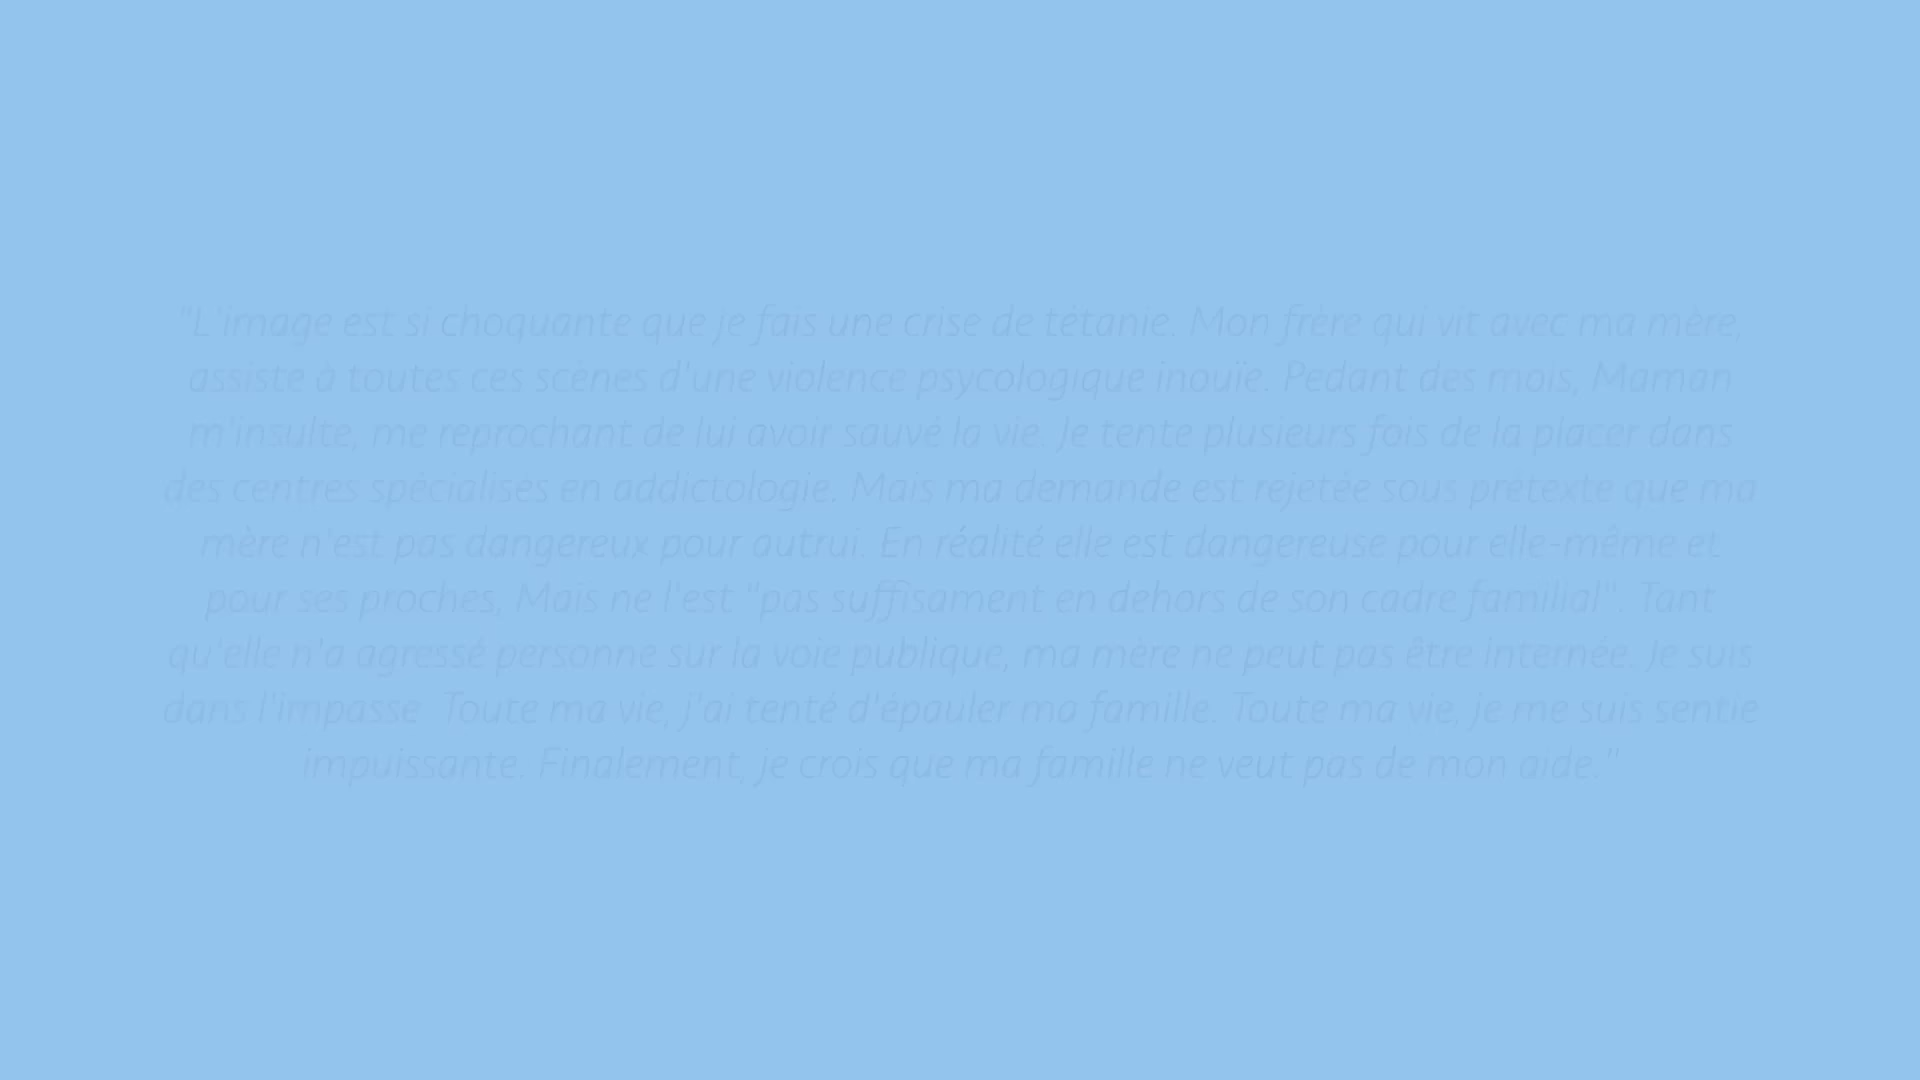 "L'image est si choquante que je fais une crise de tétanie. Mon frère qui vit avec ma mère,
assiste à toutes ces scènes d'une violence psycologique inouïe. Pedant des mois, Maman
m'insulte, me reprochant de lui avoir sauvé la vie. Je tente plusieurs fois de la placer dans
des centres spécialisés en addictologie. Mais ma demande est rejetée sous prétexte que ma
mère n'est pas dangereux pour autrui. En réalité elle est dangereuse pour elle-même et
pour ses proches, Mais ne l'est "pas suffisament en dehors de son cadre familial". Tant
qu'elle n'a agressé personne sur la voie publique, ma mère ne peut pas être internée. Je suis
dans l'impasse. Toute ma vie, j'ai tenté d'épauler ma famille. Toute ma vie, je me suis sentie
impuissante. Finalement, je crois que ma famille ne veut pas de mon aide."